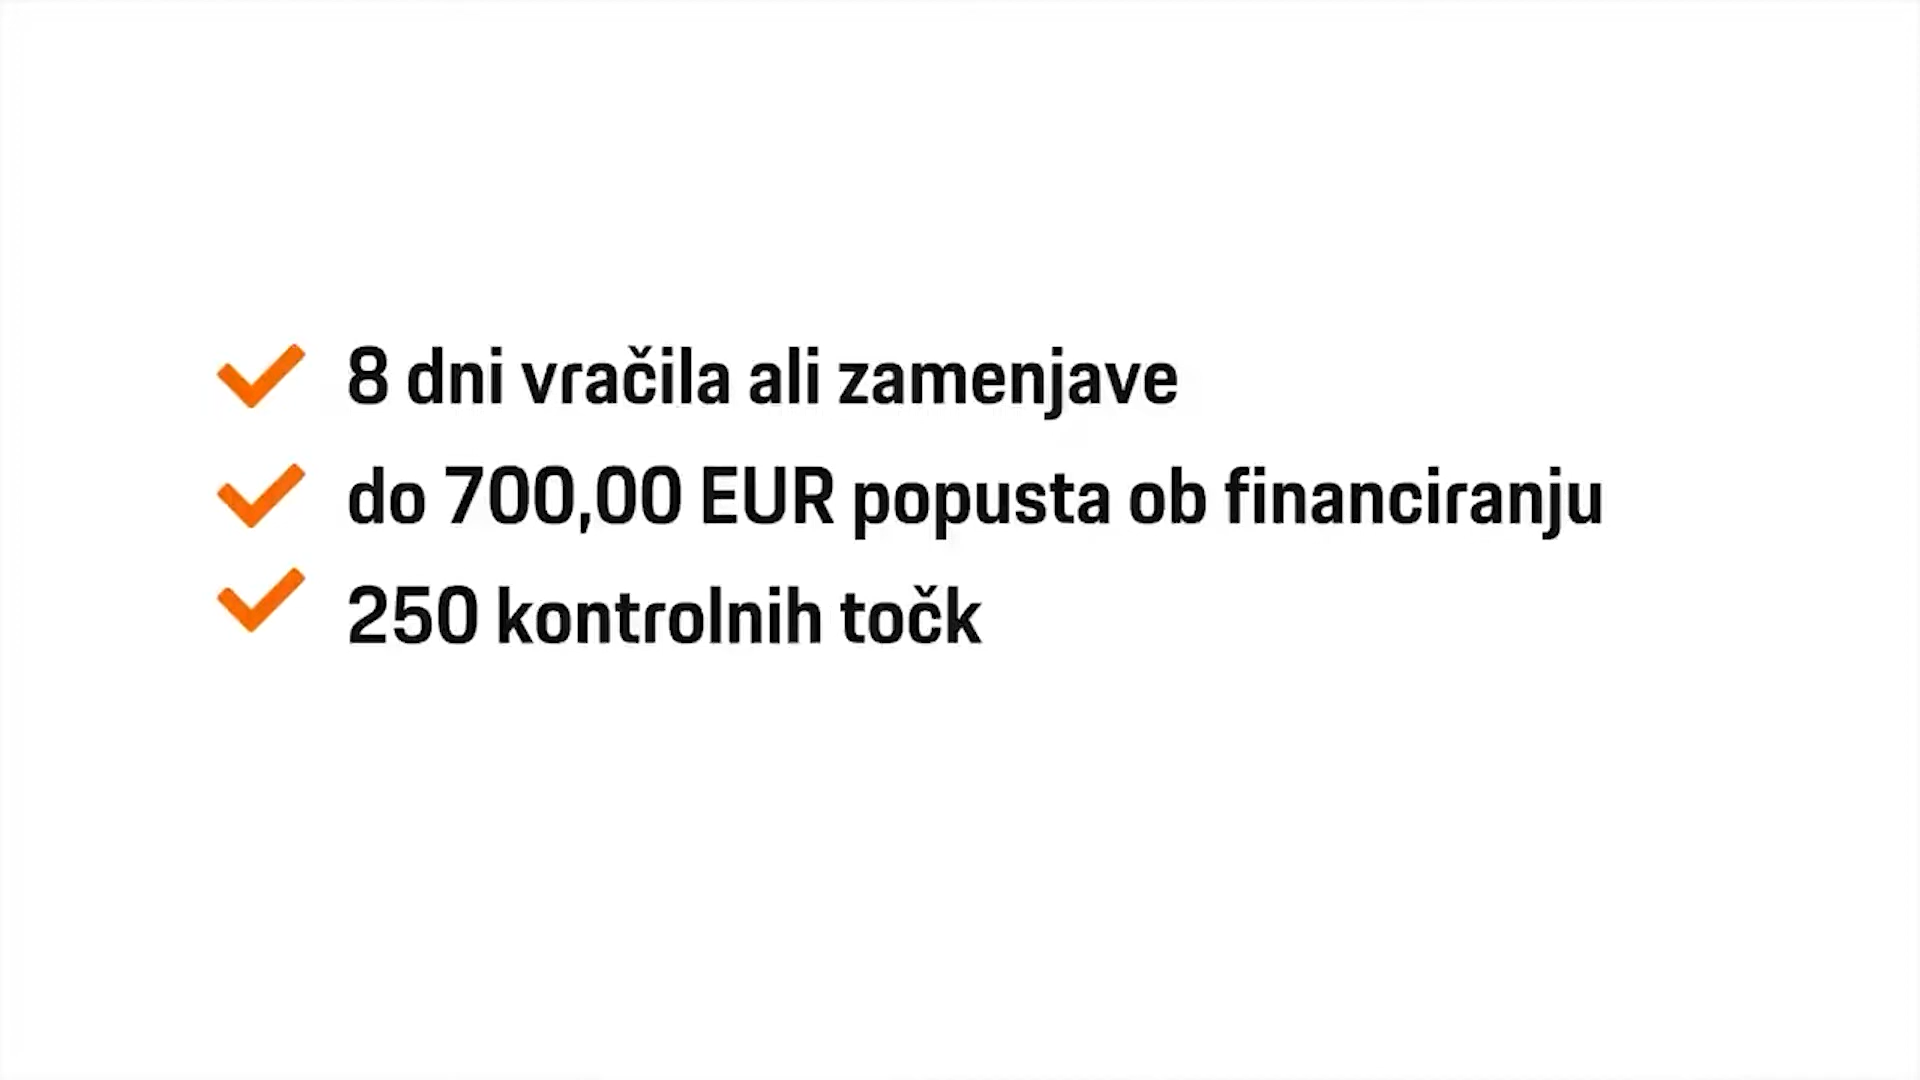 8 dni vračila ali zamenjave
do 700,00 EUR popusta ob financiranju
250 kontrolnih točk